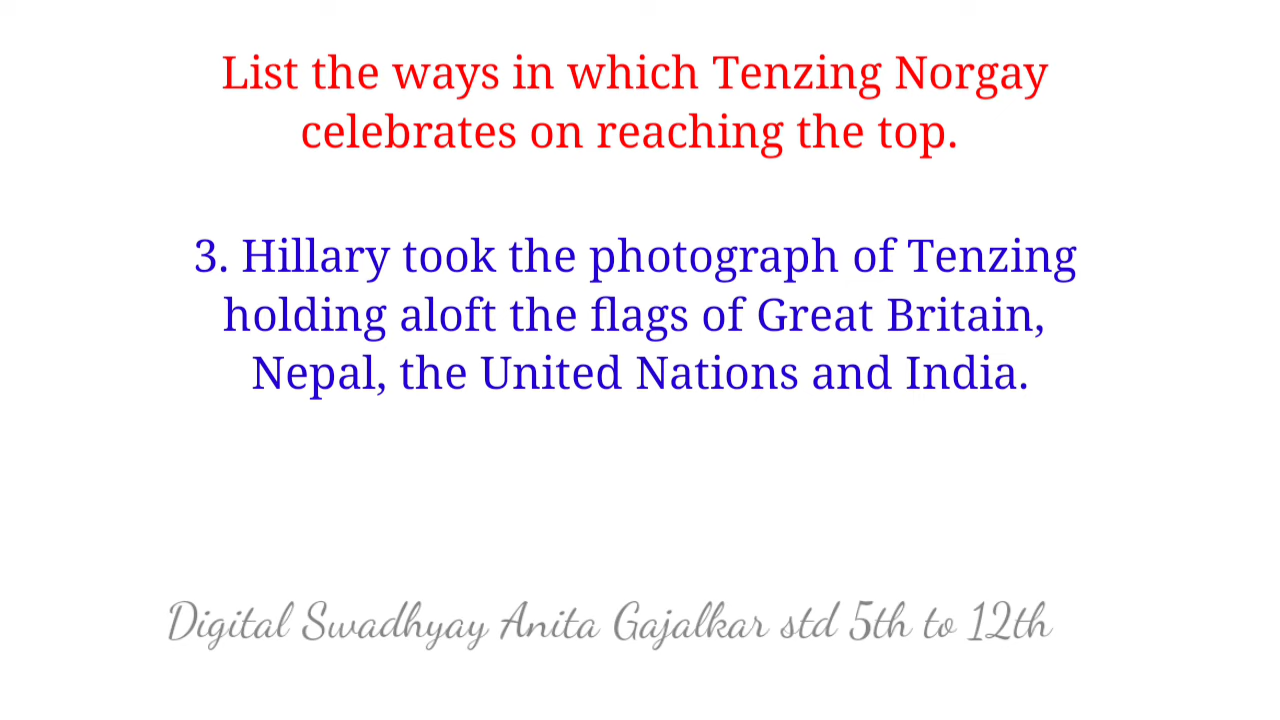 List the ways in which Tenzing Norgay
celebrates on reaching the top.
3. Hillary took the photograph of Tenzing
holding aloft the flags of Great Britain,
Nepal, the United Nations and India.
Digital Swadhyay Anita Gajalkar std 5th to 12th